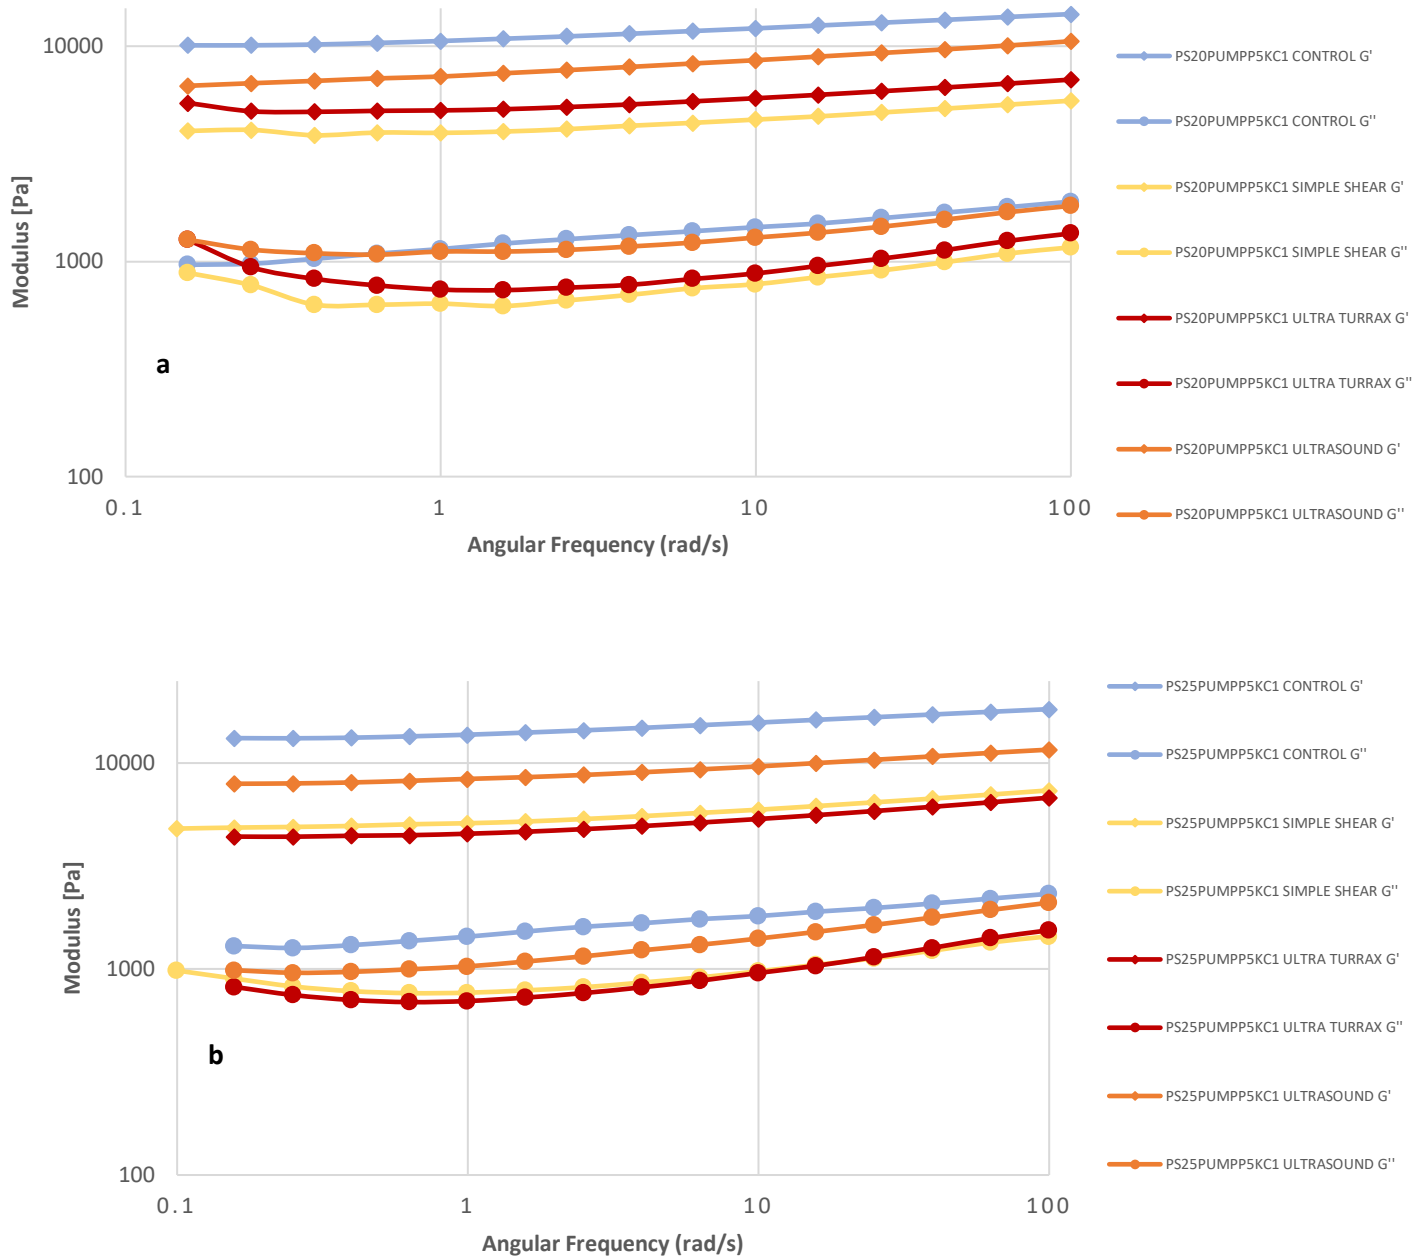 10000
1000
100
0.1
1
10
100
Modulus [Pa]
Angular Frequency (rad/s)
a
PS20PUMPP5KC1 CONTROL G'
PS20PUMPP5KC1 CONTROL G''
PS20PUMPP5KC1 SIMPLE SHEAR G'
PS20PUMPP5KC1 SIMPLE SHEAR G''
PS20PUMPP5KC1 ULTRA TURRAX G'
PS20PUMPP5KC1 ULTRA TURRAX G''
PS20PUMPP5KC1 ULTRASOUND G'
PS20PUMPP5KC1 ULTRASOUND G''
10000
1000
100
0.1
1
10
100
Modulus [Pa]
Angular Frequency (rad/s)
b
PS25PUMPP5KC1 CONTROL G'
PS25PUMPP5KC1 CONTROL G''
PS25PUMPP5KC1 SIMPLE SHEAR G'
PS25PUMPP5KC1 SIMPLE SHEAR G''
PS25PUMPP5KC1 ULTRA TURRAX G'
PS25PUMPP5KC1 ULTRA TURRAX G''
PS25PUMPP5KC1 ULTRASOUND G'
PS25PUMPP5KC1 ULTRASOUND G''